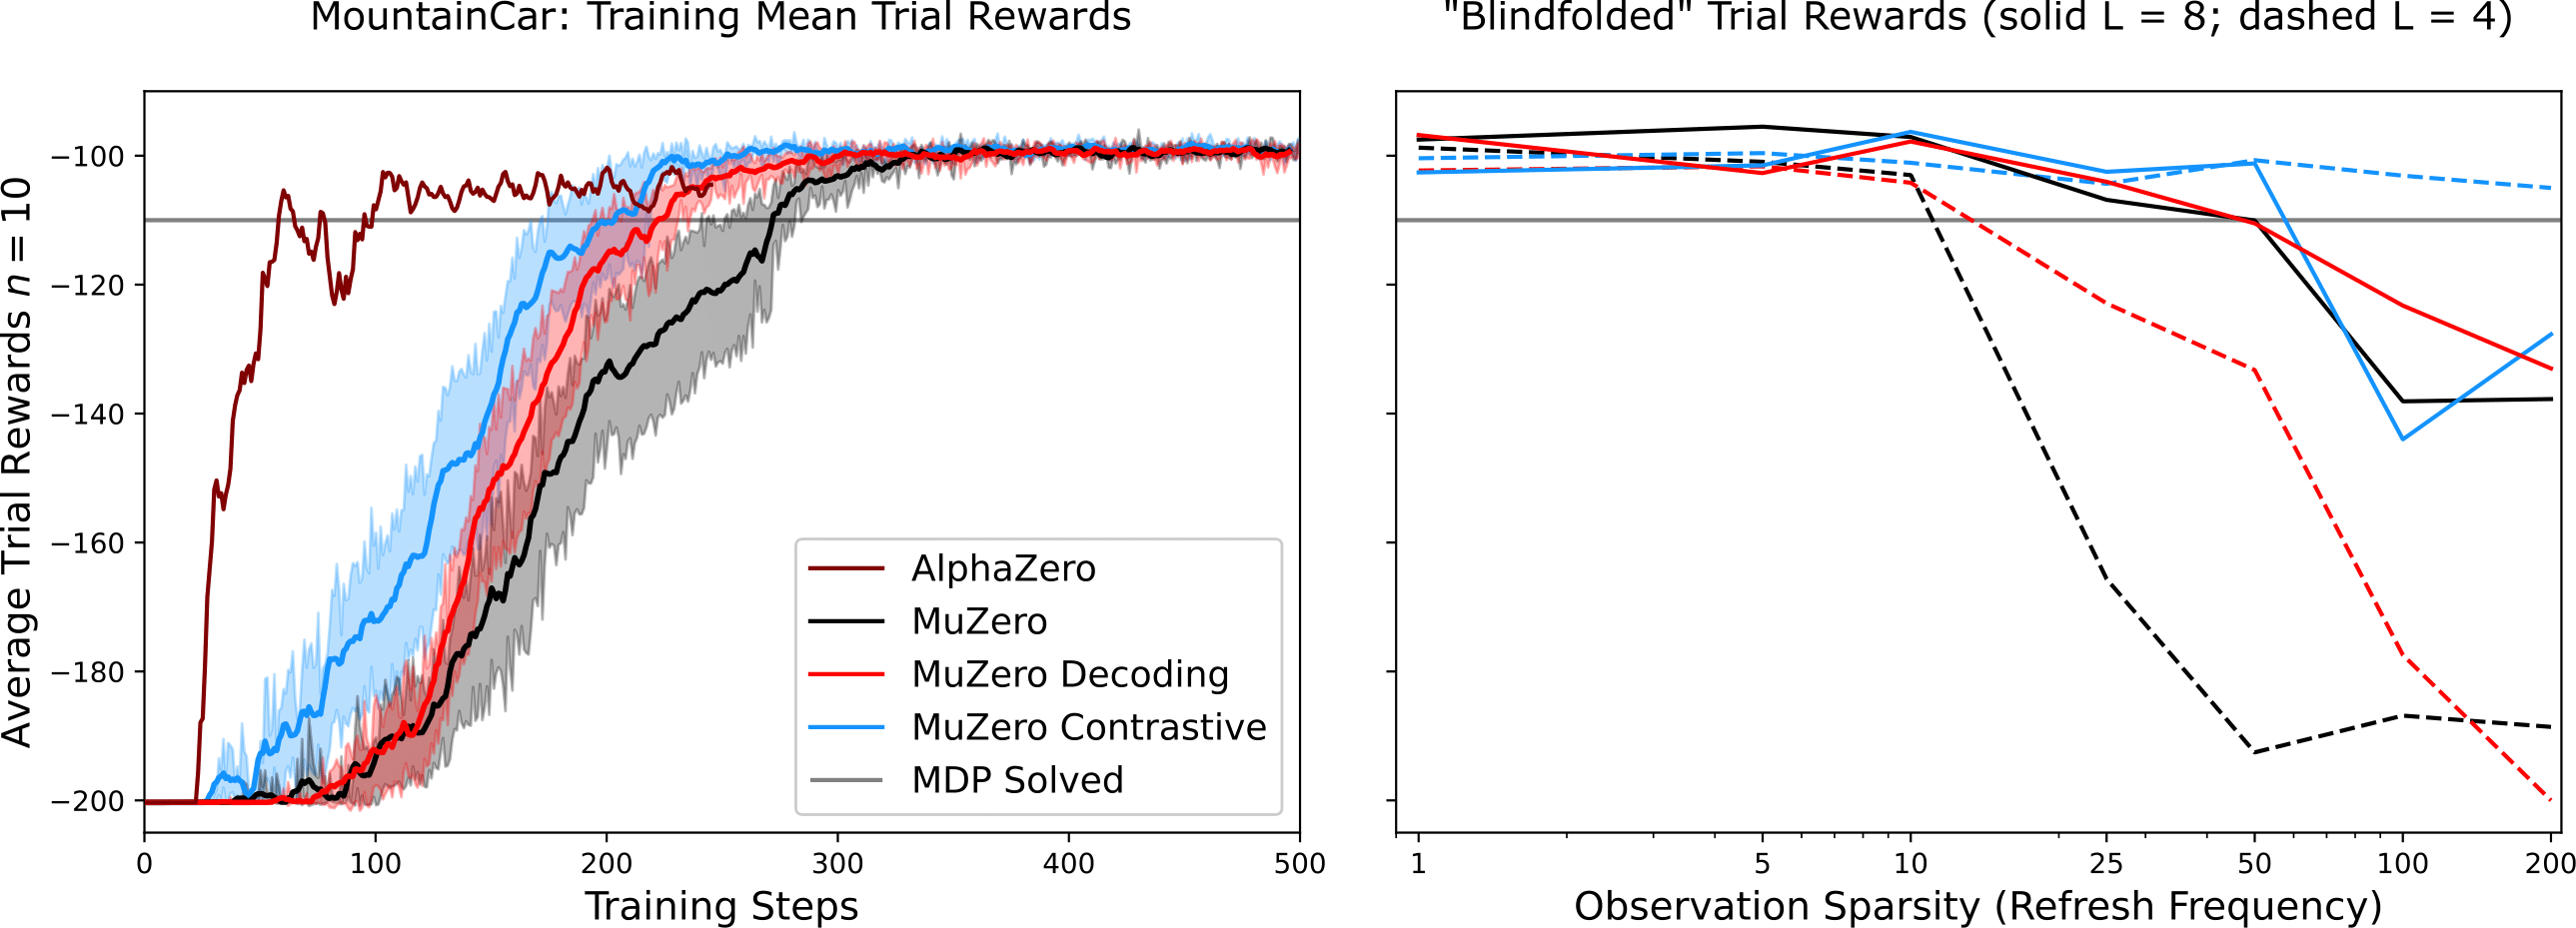 MountainCar: Training Mean Trial Rewards
"Blindfolded" Trial Rewards (solid L = 8; dashed L = 4)
Average Trial Rewards n = 10
−100
−120
−140
−160
−180
−200
AlphaZero
MuZero
MuZero Decoding
MuZero Contrastive
MDP Solved
0 100 200 300 400 500
Training Steps
1 5 10 25 50 100 200
Observation Sparsity (Refresh Frequency)